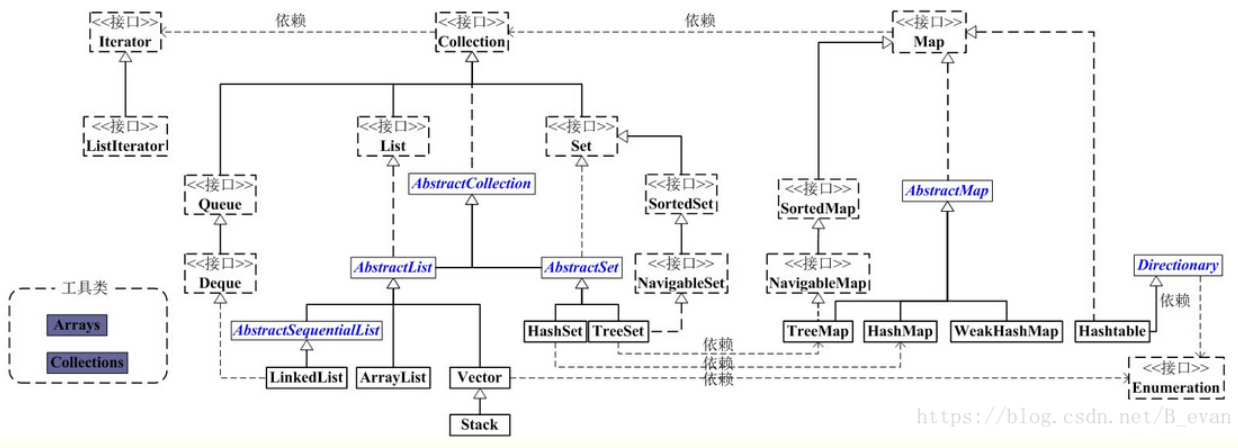 <<接口>>
Iterator
依赖
<<接口>>
Collection
依赖
<<接口>>
Map
<<接口>>
ListIterator
<<接口>>
List
<<接口>>
Set
<<接口>>
Queue
AbstractCollection
<<接口>>
SortedSet
<<接口>>
SortedMap
AbstractMap
<<接口>>
Deque
AbstractList
AbstractSet
<<接口>>
NavigableSet
<<接口>>
NavigableMap
Directionary
依赖
工具类
Arrays
Collections
AbstractSequentialList
HashSet
TreeSet
TreeMap
HashMap
WeakHashMap
Hashtable
依赖
依赖
依赖
LinkedList
ArrayList
Vector
Stack
<<接口>>
Enumeration
https://blog.csdn.net/B_evan